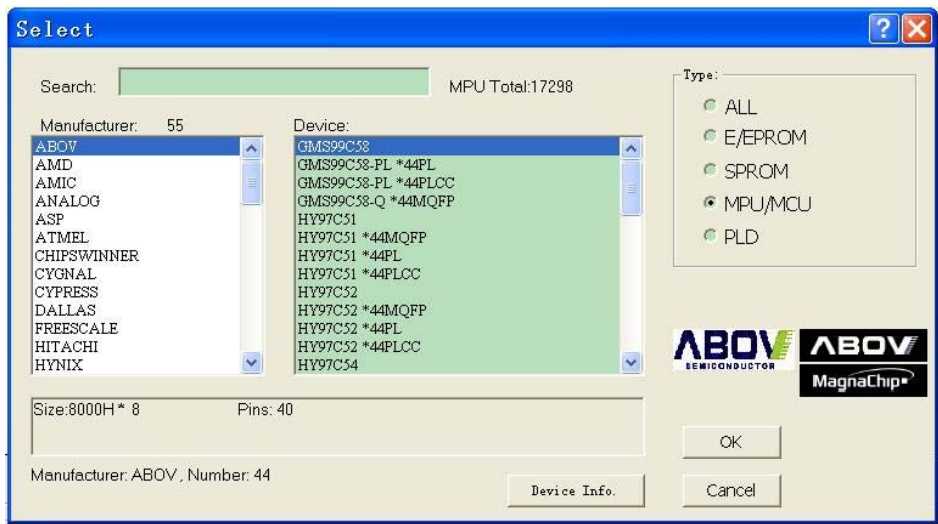 Select
Search:
MPU Total:17298
Manufacturer: 55
ABOV
AMD
AMIC
ANALOG
ASP
ATMEL
CHIPSWINNER
CYGNAL
CYPRESS
DALLAS
FREESCALE
HITACHI
HYNIX
Device:
GMS99C58
GMS99C58-PL *44PL
GMS99C58-PL *44PLCC
GMS99C58-Q *44MQFP
HY97C51
HY97C51 *44MQFP
HY97C51 *44PL
HY97C51 *44PLCC
HY97C52
HY97C52 *44MQFP
HY97C52 *44PL
HY97C52 *44PLCC
HY97C54
Type:
ALL
E/EPROM
SPROM
MPU/MCU
PLD
ABOV
SEMICONDUCTOR
ABOV
MagnaChip
Size:8000H * 8 Pins: 40
Manufacturer: ABOV , Number: 44
Device Info.
OK
Cancel